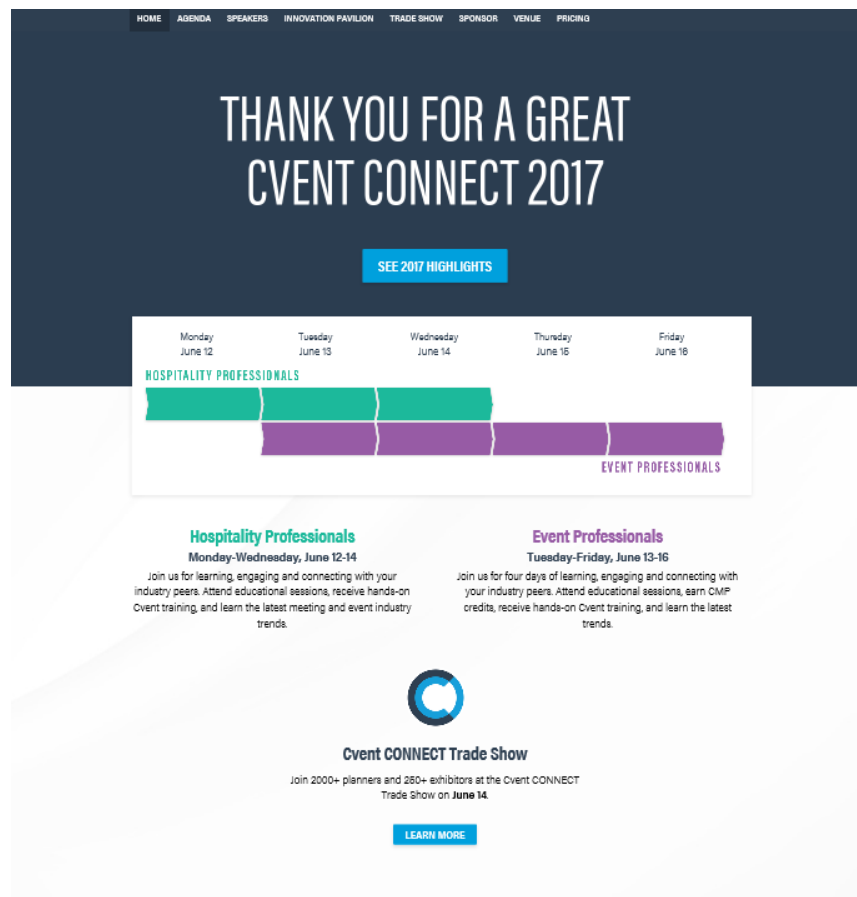 HOME AGENDA SPEAKERS INNOVATION PAVILION TRADE SHOW SPONSOR VENUE PRICING
THANK YOU FOR A GREAT
CVENT CONNECT 2017
SEE 2017 HIGHLIGHTS
Monday Tuesday Wednesday Thursday Friday
June 12 June 13 June 14 June 15 June 16
HOSPITALITY PROFESSIONALS
EVENT PROFESSIONALS
Hospitality Professionals
Monday-Wednesday, June 12-14
Join us for learning, engaging and connecting with your
industry peers. Attend educational sessions, receive hands-on
Cvent training, and learn the latest meeting and event industry
trends.
Event Professionals
Tuesday-Friday, June 13-16
Join us for four days of learning, engaging and connecting with
your industry peers. Attend educational sessions, earn CMP
credits, receive hands-on Cvent training, and learn the latest
trends.
Cvent CONNECT Trade Show
Join 2000+ planners and 250+ exhibitors at the Cvent CONNECT
Trade Show on June 14.
LEARN MORE